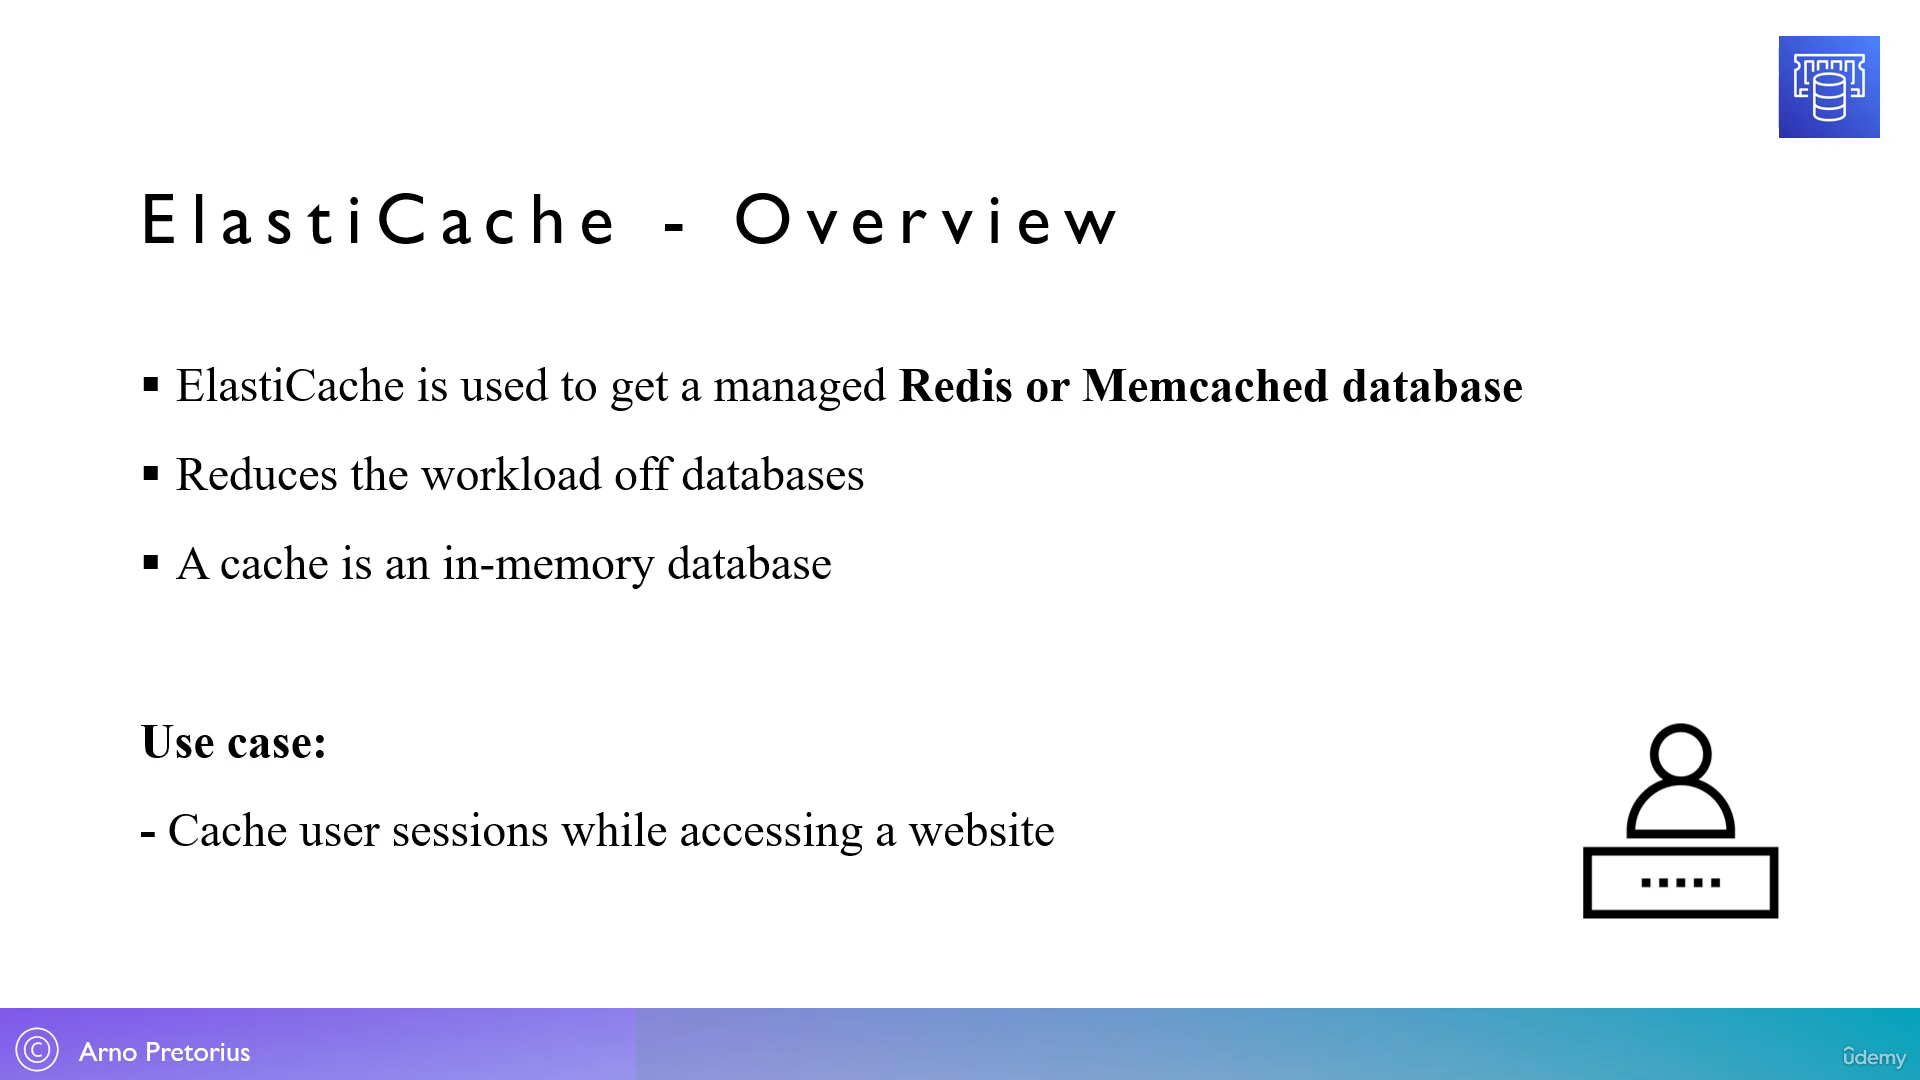 ElastiCache - Overview
▪ ElastiCache is used to get a managed Redis or Memcached database
▪ Reduces the workload off databases
▪ A cache is an in-memory database
Use case:
- Cache user sessions while accessing a website
© Arno Pretorius
ûdemy